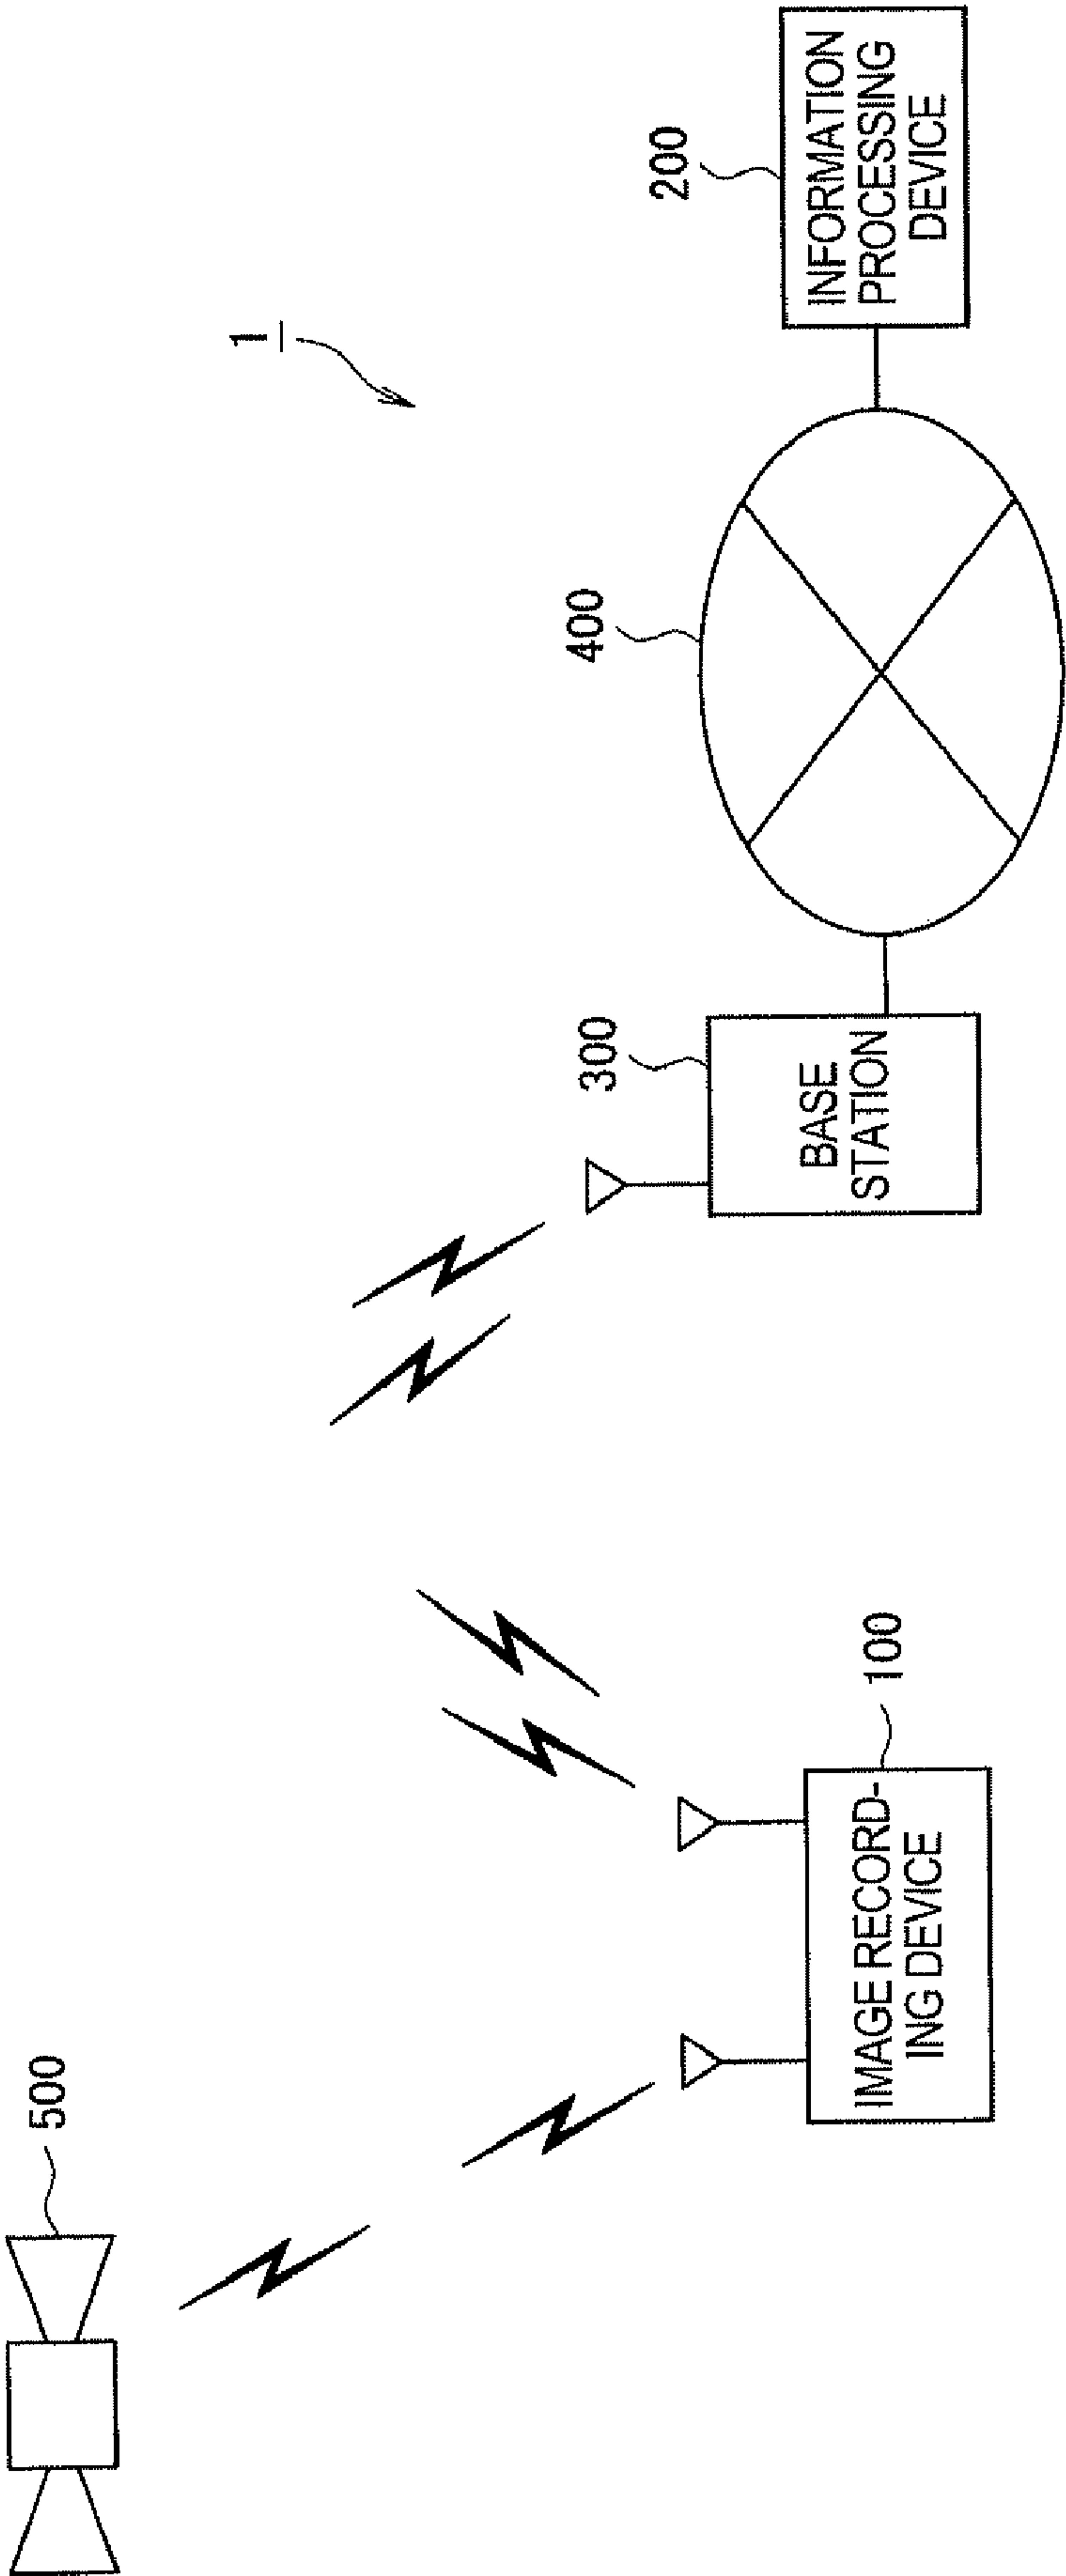 500
1
IMAGE RECORD-
ING DEVICE
100
300
BASE
STATION
400
200
INFORMATION
PROCESSING
DEVICE